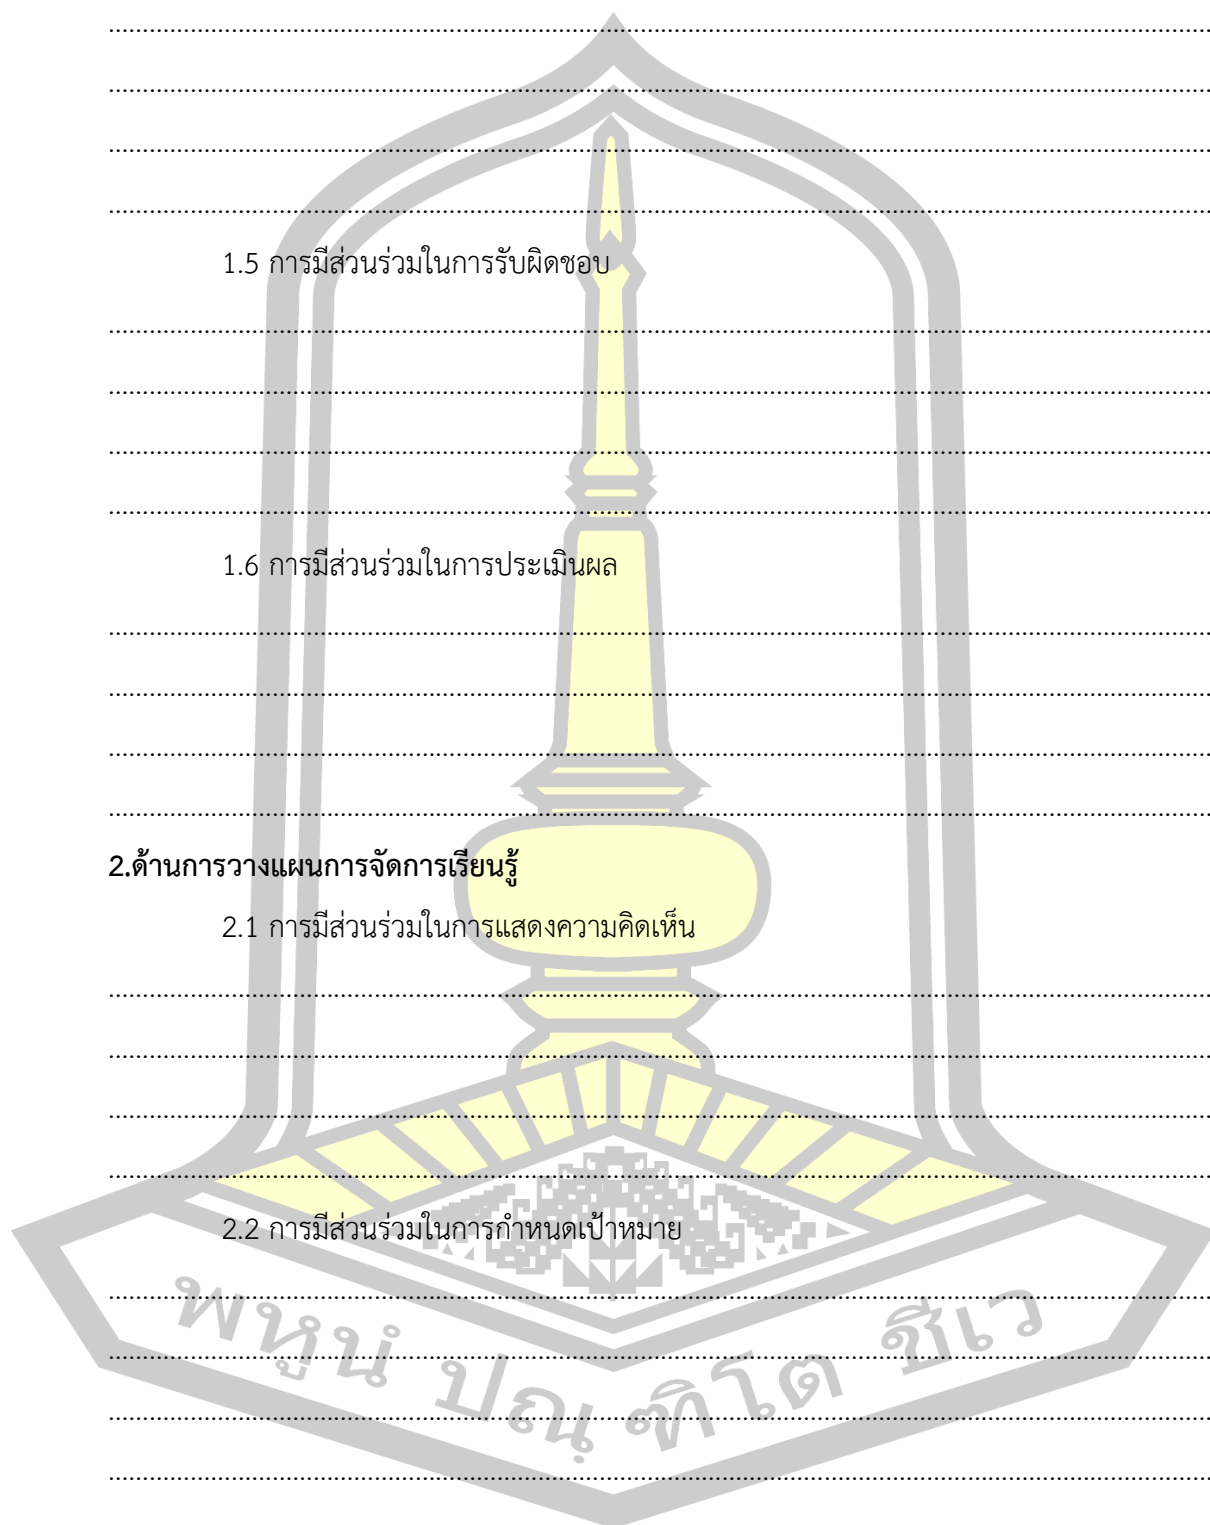 1.5 การมีส่วนร่วมในการรับผิดชอบ
1.6 การมีส่วนร่วมในการประเมินผล
2.ด้านการวางแผนการจัดการเรียนรู้
2.1 การมีส่วนร่วมในการแสดงความคิดเห็น
2.2 การมีส่วนร่วมในการกำหนดเป้าหมาย
พหูนํ ปณฺฑิโต ชีเว